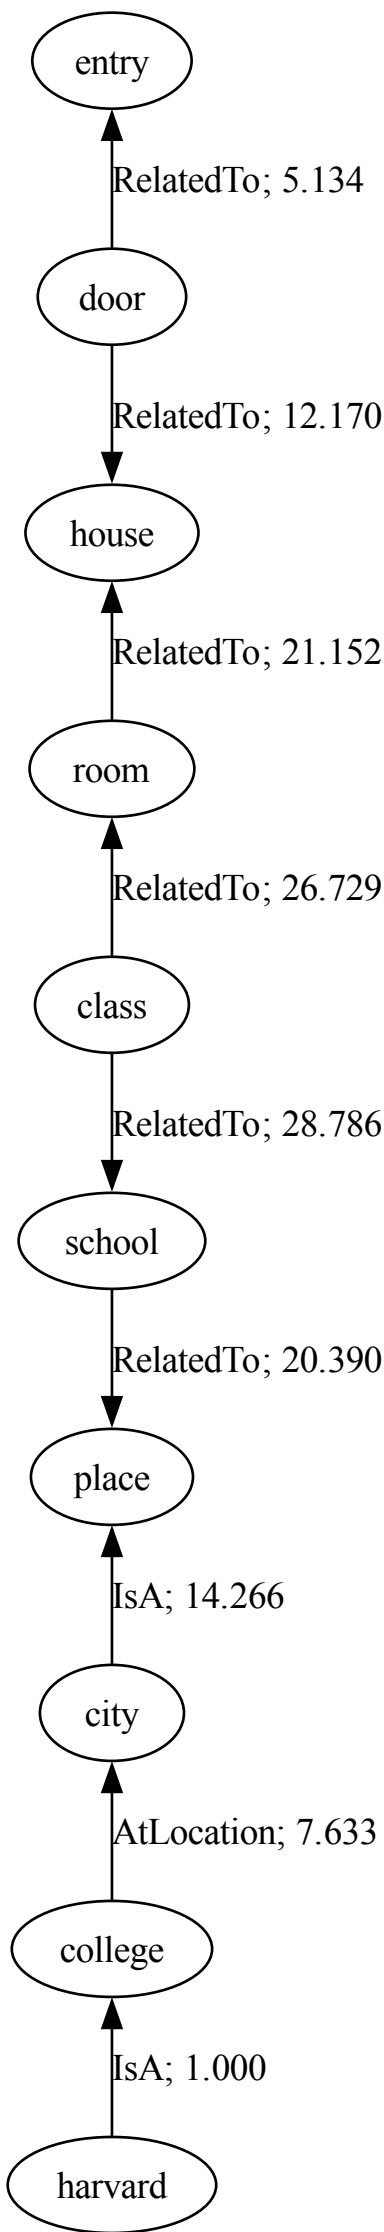 entry
RelatedTo; 5.134
door
RelatedTo; 12.170
house
RelatedTo; 21.152
room
RelatedTo; 26.729
class
RelatedTo; 28.786
school
RelatedTo; 20.390
place
IsA; 14.266
city
AtLocation; 7.633
college
IsA; 1.000
harvard